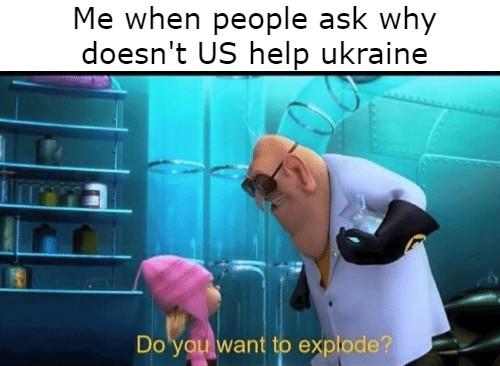 Me when people ask why
doesn't US help ukraine
Do you want to explode?